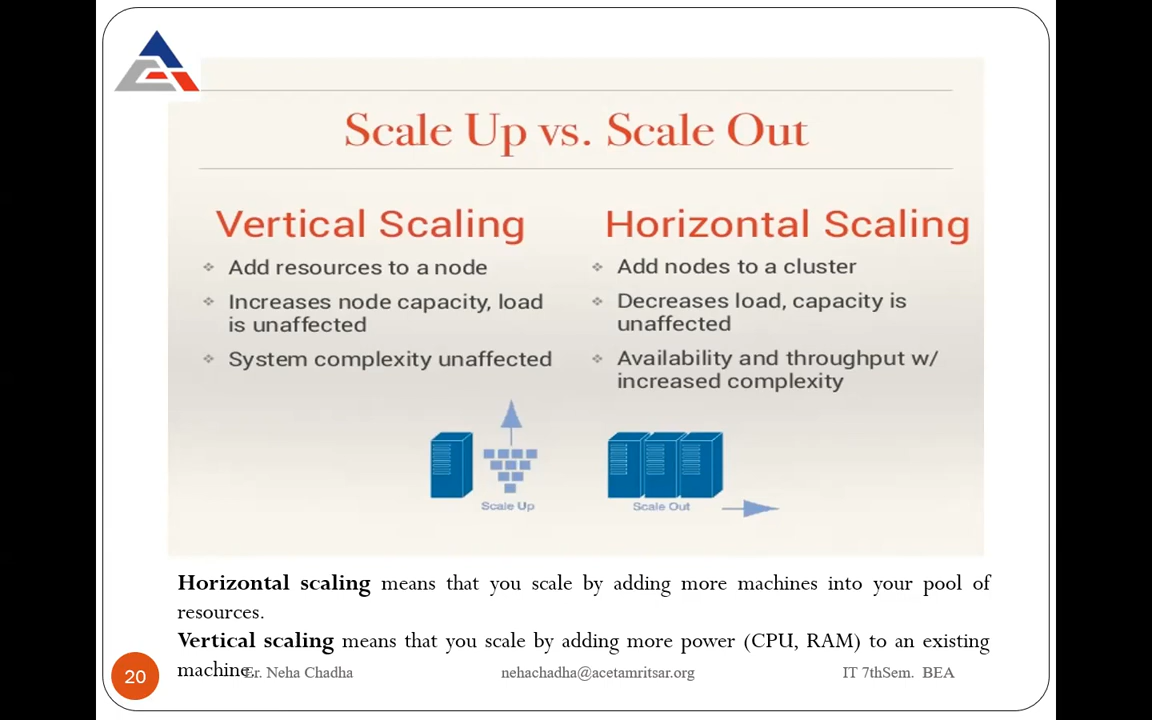 Scale Up vs. Scale Out
Vertical Scaling
Add resources to a node
Increases node capacity, load
is unaffected
System complexity unaffected
Horizontal Scaling
Add nodes to a cluster
Decreases load, capacity is
unaffected
Availability and throughput w/
increased complexity
Scale Up
Scale Out
Horizontal scaling means that you scale by adding more machines into your pool of
resources.
Vertical scaling means that you scale by adding more power (CPU, RAM) to an existing
machine.
20
Er. Neha Chadha
nehachadha@acetamritsar.org
IT 7thSem. BEA